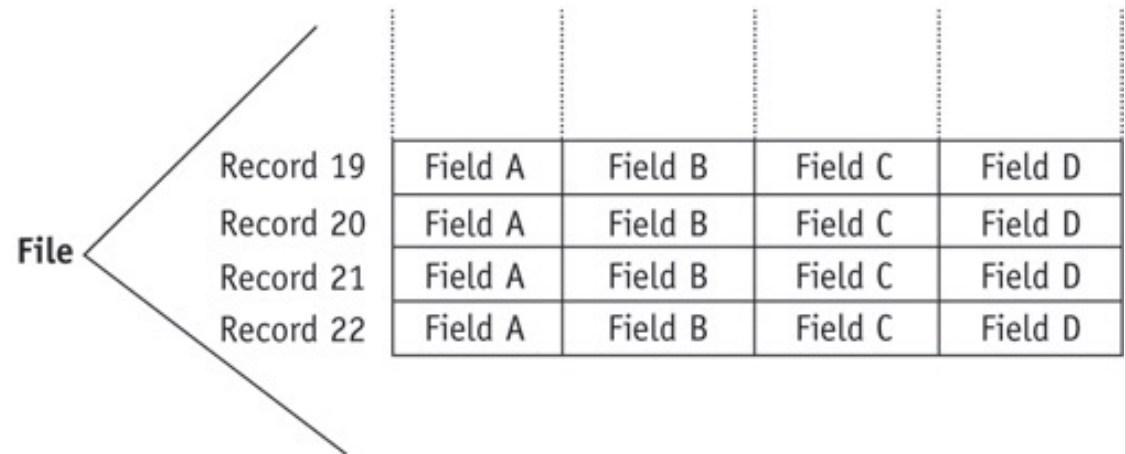 Record 19 Field A Field B Field C Field D
Record 20 Field A Field B Field C Field D
File
Record 21 Field A Field B Field C Field D
Record 22 Field A Field B Field C Field D